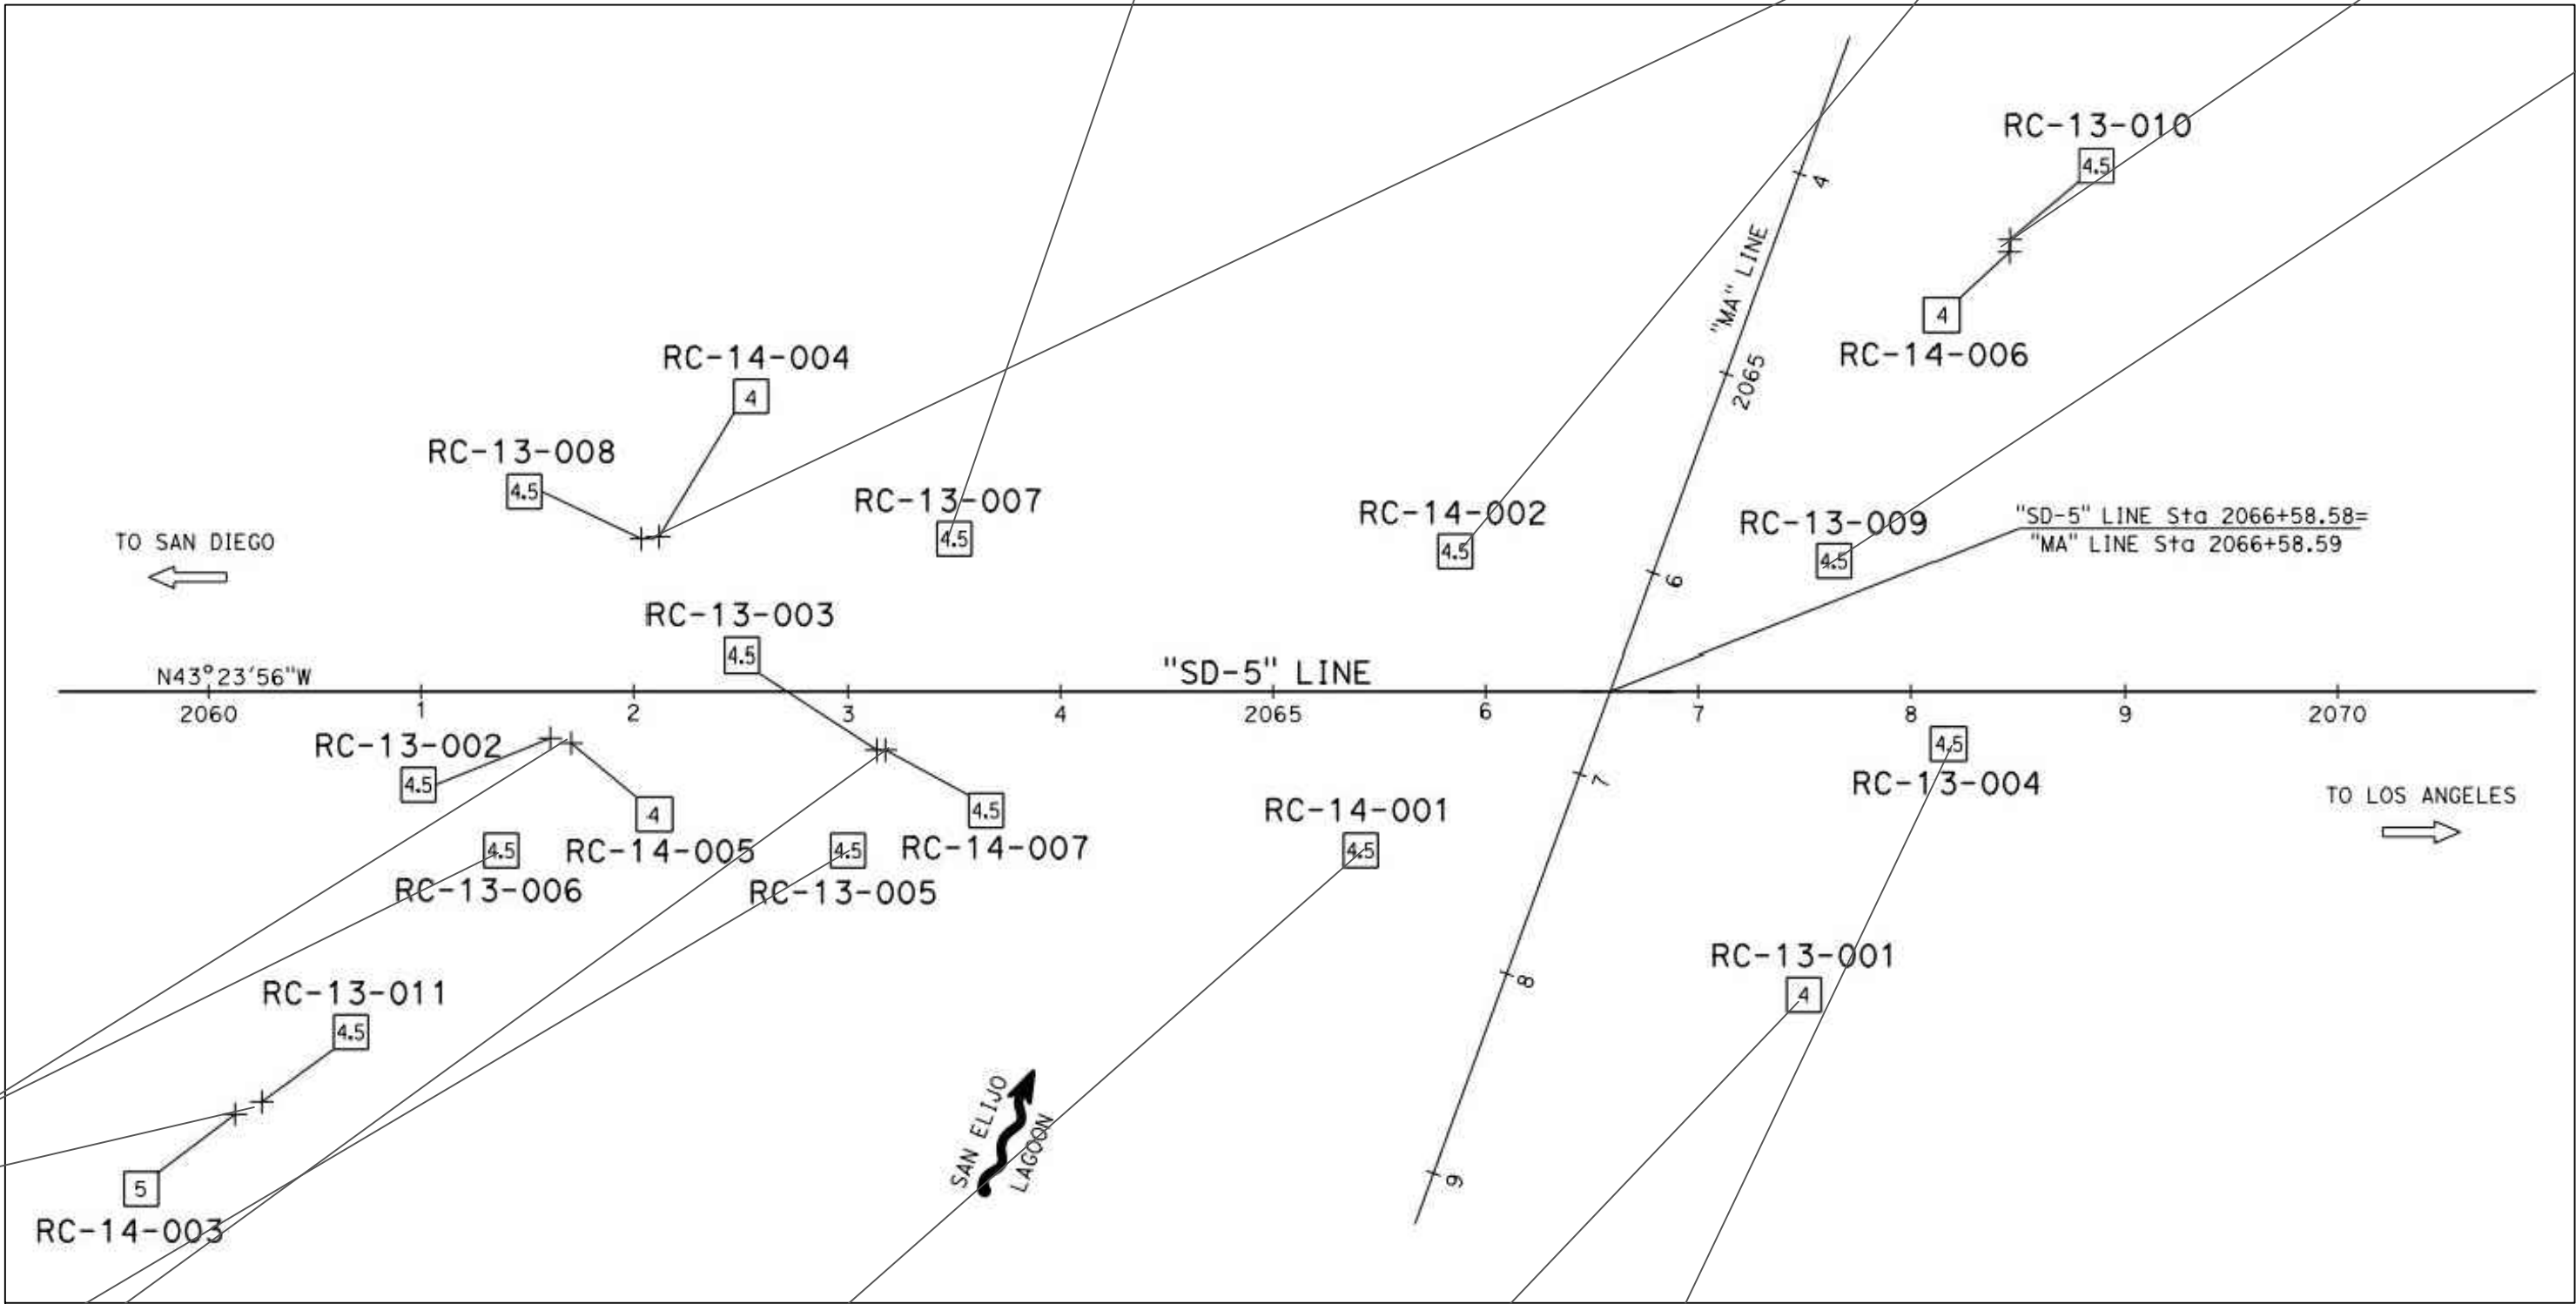 RC-13-010
4.5
4
"MA" LINE
4
RC-14-006
RC-14-004
4
2065
RC-13-008
4.5
RC-13-007
4.5
RC-14-002
4.5
RC-13-009
4.5
"SD-5" LINE Sta 2066+58.58=
"MA" LINE Sta 2066+58.59
TO SAN DIEGO
6
RC-13-003
4.5
N43°23'56"W
"SD-5" LINE
2060
1
2
3
4
2065
6
7
8
9
2070
RC-13-002
4.5
4.5
RC-13-004
7
TO LOS ANGELES
4
RC-14-005
4.5
RC-14-007
RC-14-001
4.5
4.5
RC-13-006
4.5
RC-13-005
RC-13-001
4
8
RC-13-011
4.5
SAN ELIJO
LAGOON
9
5
RC-14-003